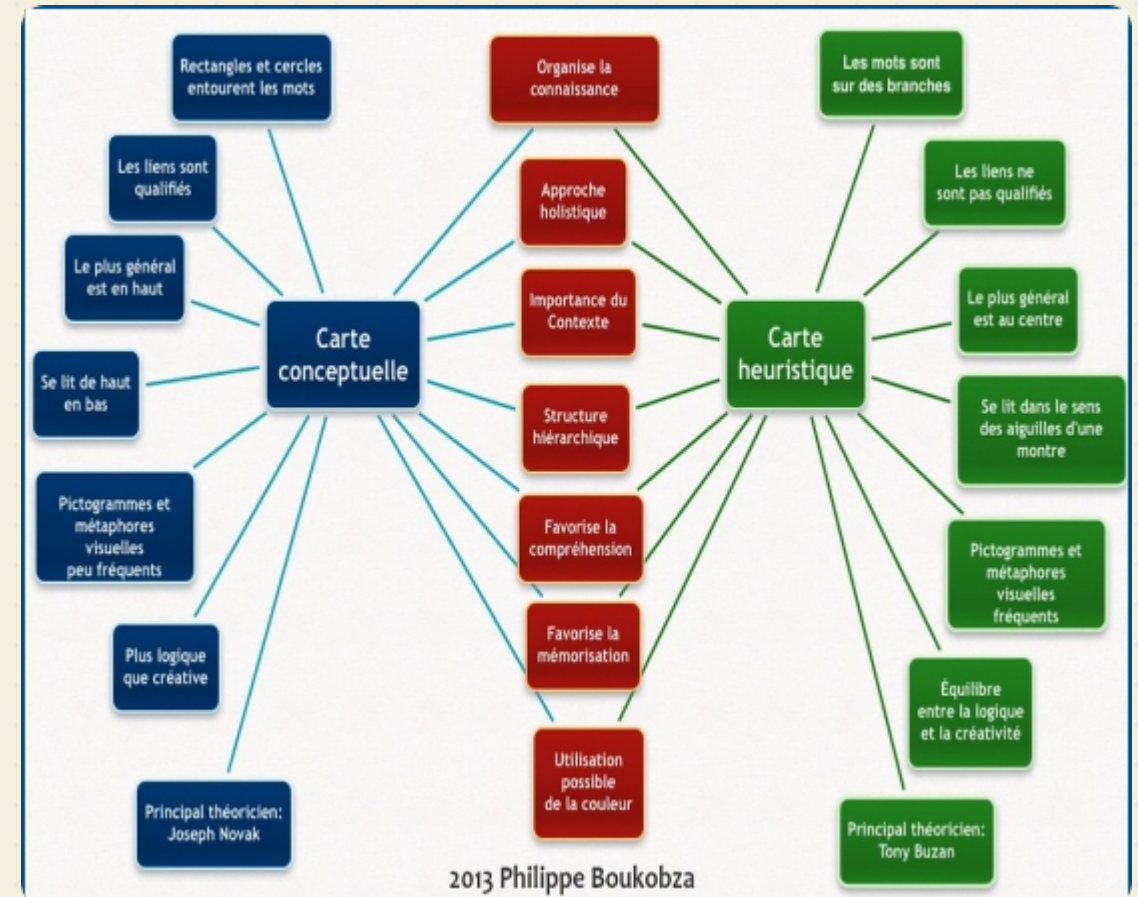 Rectangles et cercles
entourent les mots
Les liens sont
qualifiés
Le plus général
est en haut
Se lit de haut
en bas
Pictogrammes et
métaphores
visuelles
peu fréquents
Plus logique
que créative
Principal théoricien:
Joseph Novak
Carte
conceptuelle
Organise la
connaissance
Approche
holistique
Importance du
Contexte
Structure
hiérarchique
Favorise la
compréhension
Favorise la
mémorisation
Utilisation
possible
de la couleur
Carte
heuristique
Les mots sont
sur des branches
Les liens ne
sont pas qualifiés
Le plus général
est au centre
Se lit dans le sens
des aiguilles d'une
montre
Pictogrammes et
métaphores
visuelles
fréquents
Équilibre
entre la logique
et la créativité
Principal théoricien:
Tony Buzan
2013 Philippe Boukobza